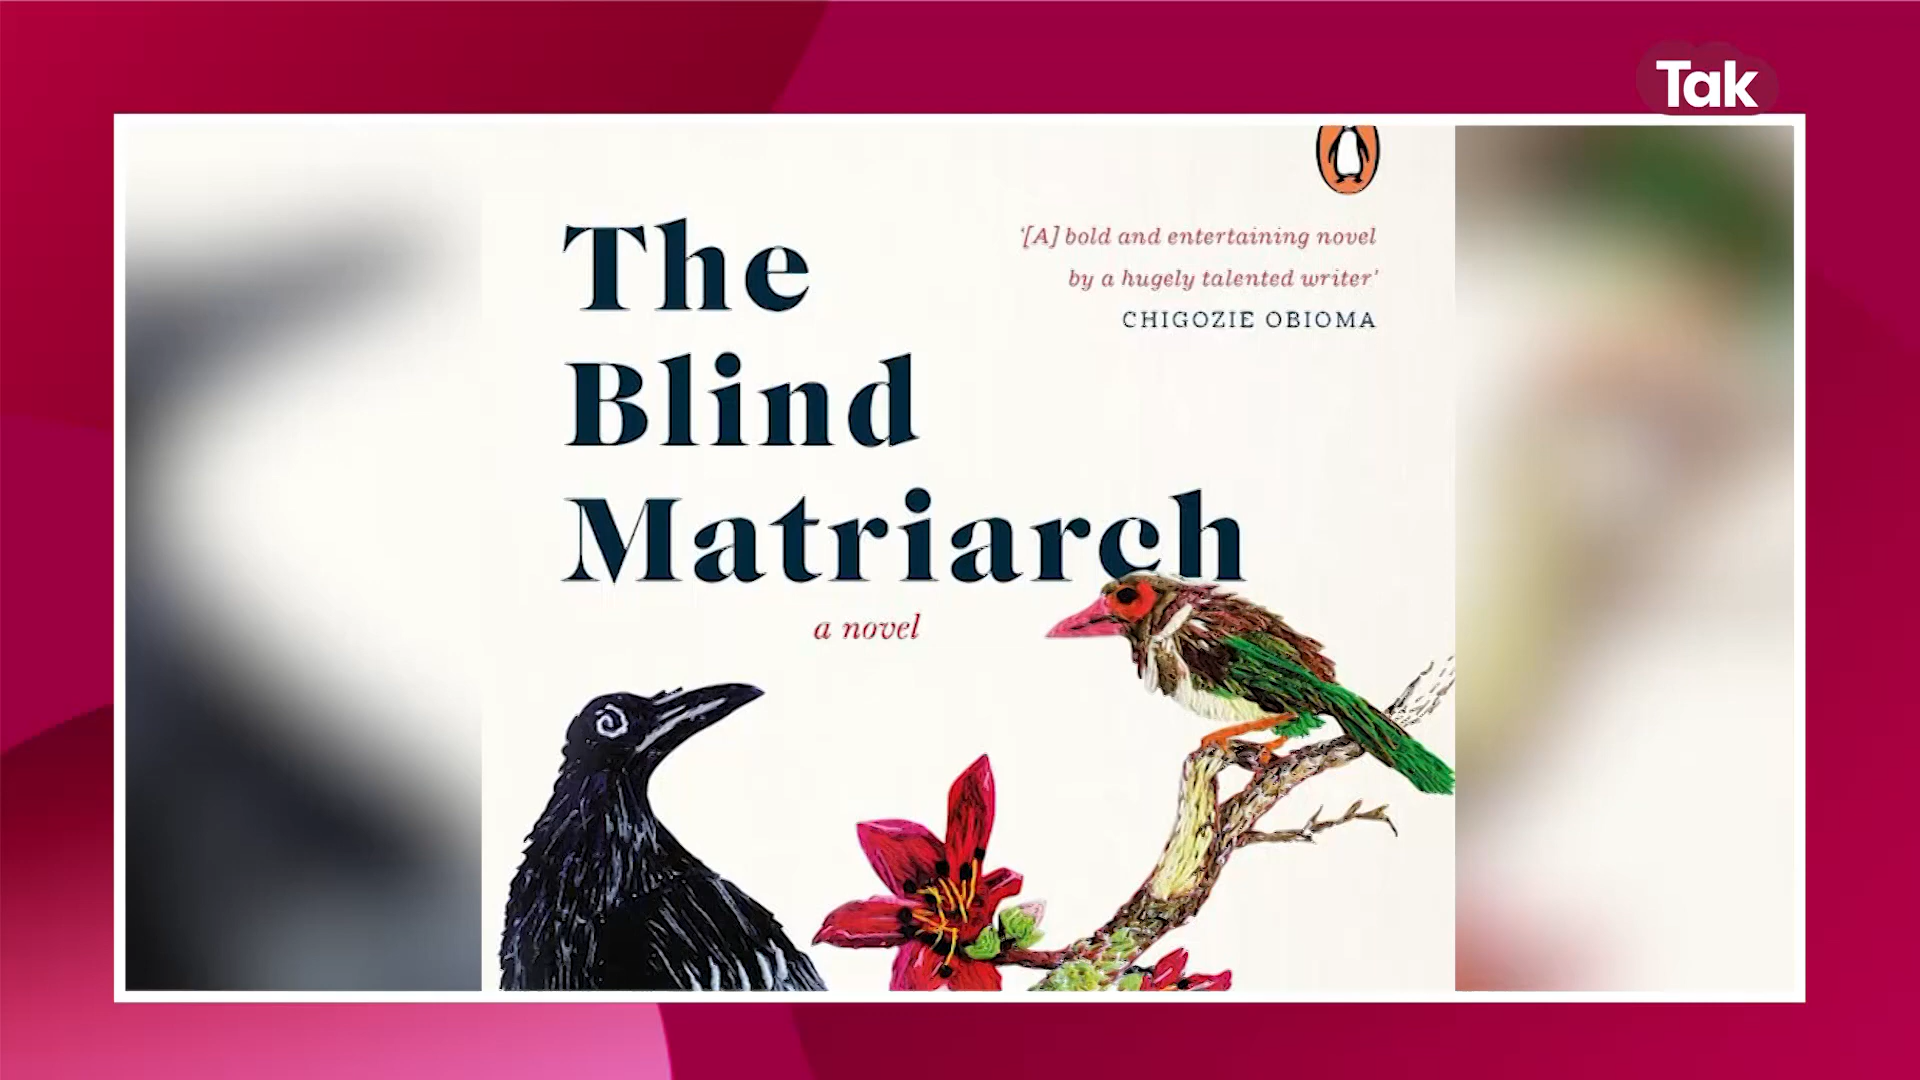 Tak
The
Blind
Matriarch
a novel
‘[A] bold and entertaining novel
by a hugely talented writer’
CHIGOZIE OBIOMA